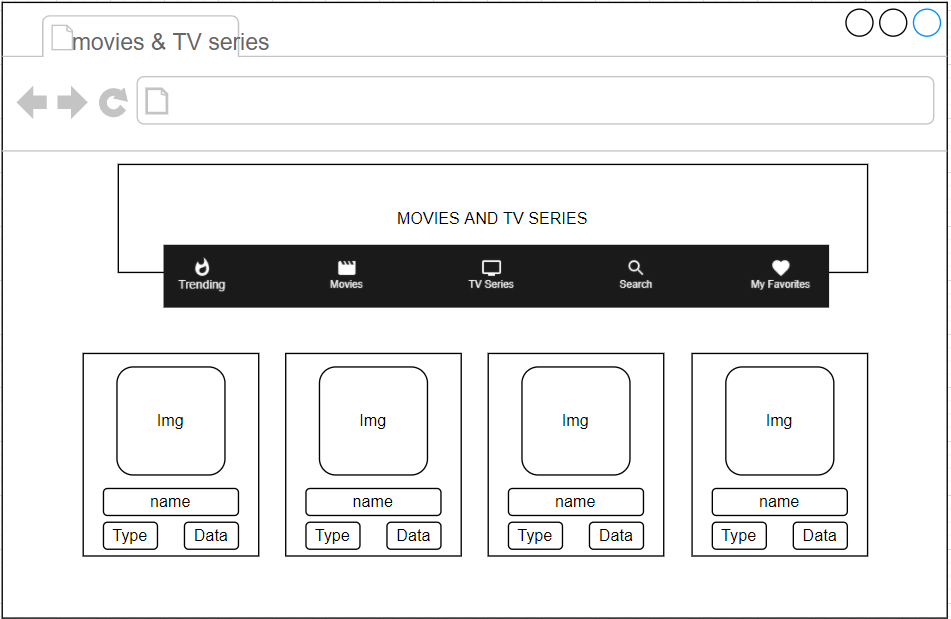 movies & TV series
MOVIES AND TV SERIES
Trending Movies TV Series Search My Favorites
Img Img Img Img
name name name name
Type Data Type Data Type Data Type Data